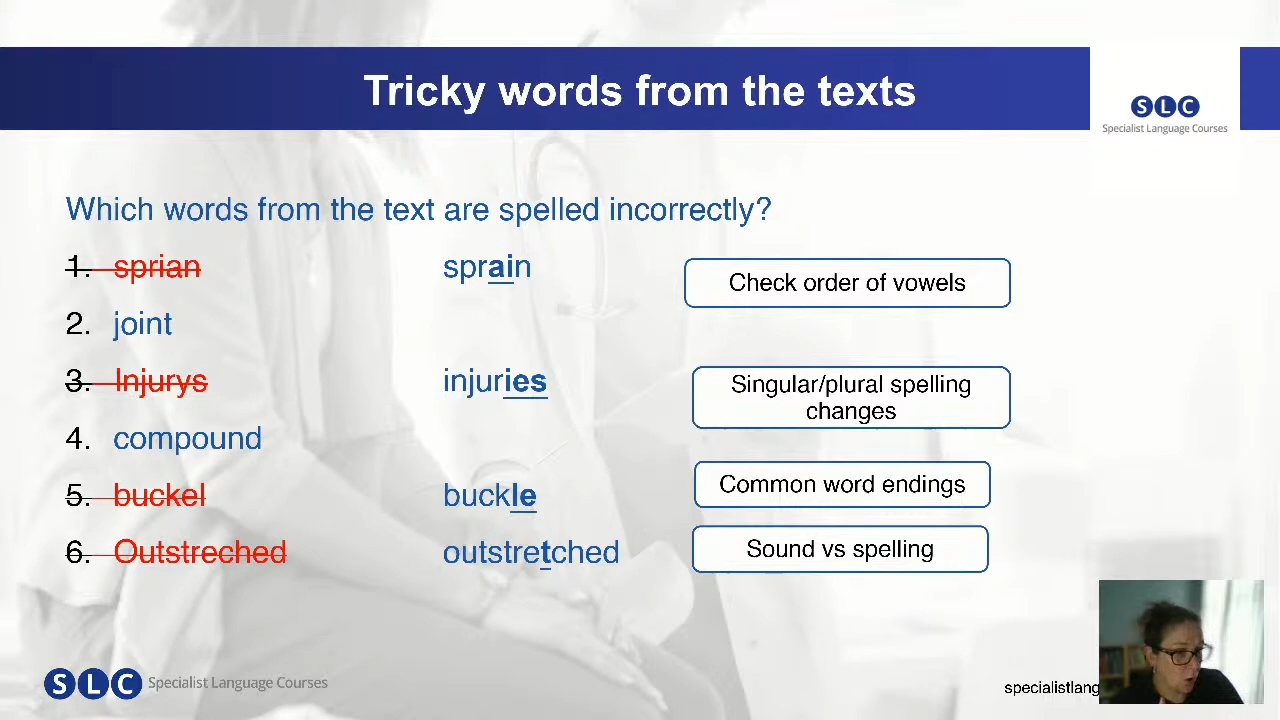 Tricky words from the texts
SLC
Specialist Language Courses
Which words from the text are spelled incorrectly?
1. sprian sprain Check order of vowels
2. joint
3. Injurys injuries Singular/plural spelling
changes
4. compound
5. buckel buckle Common word endings
6. Outstreched outstretched Sound vs spelling
SLC Specialist Language Courses
specialistlang